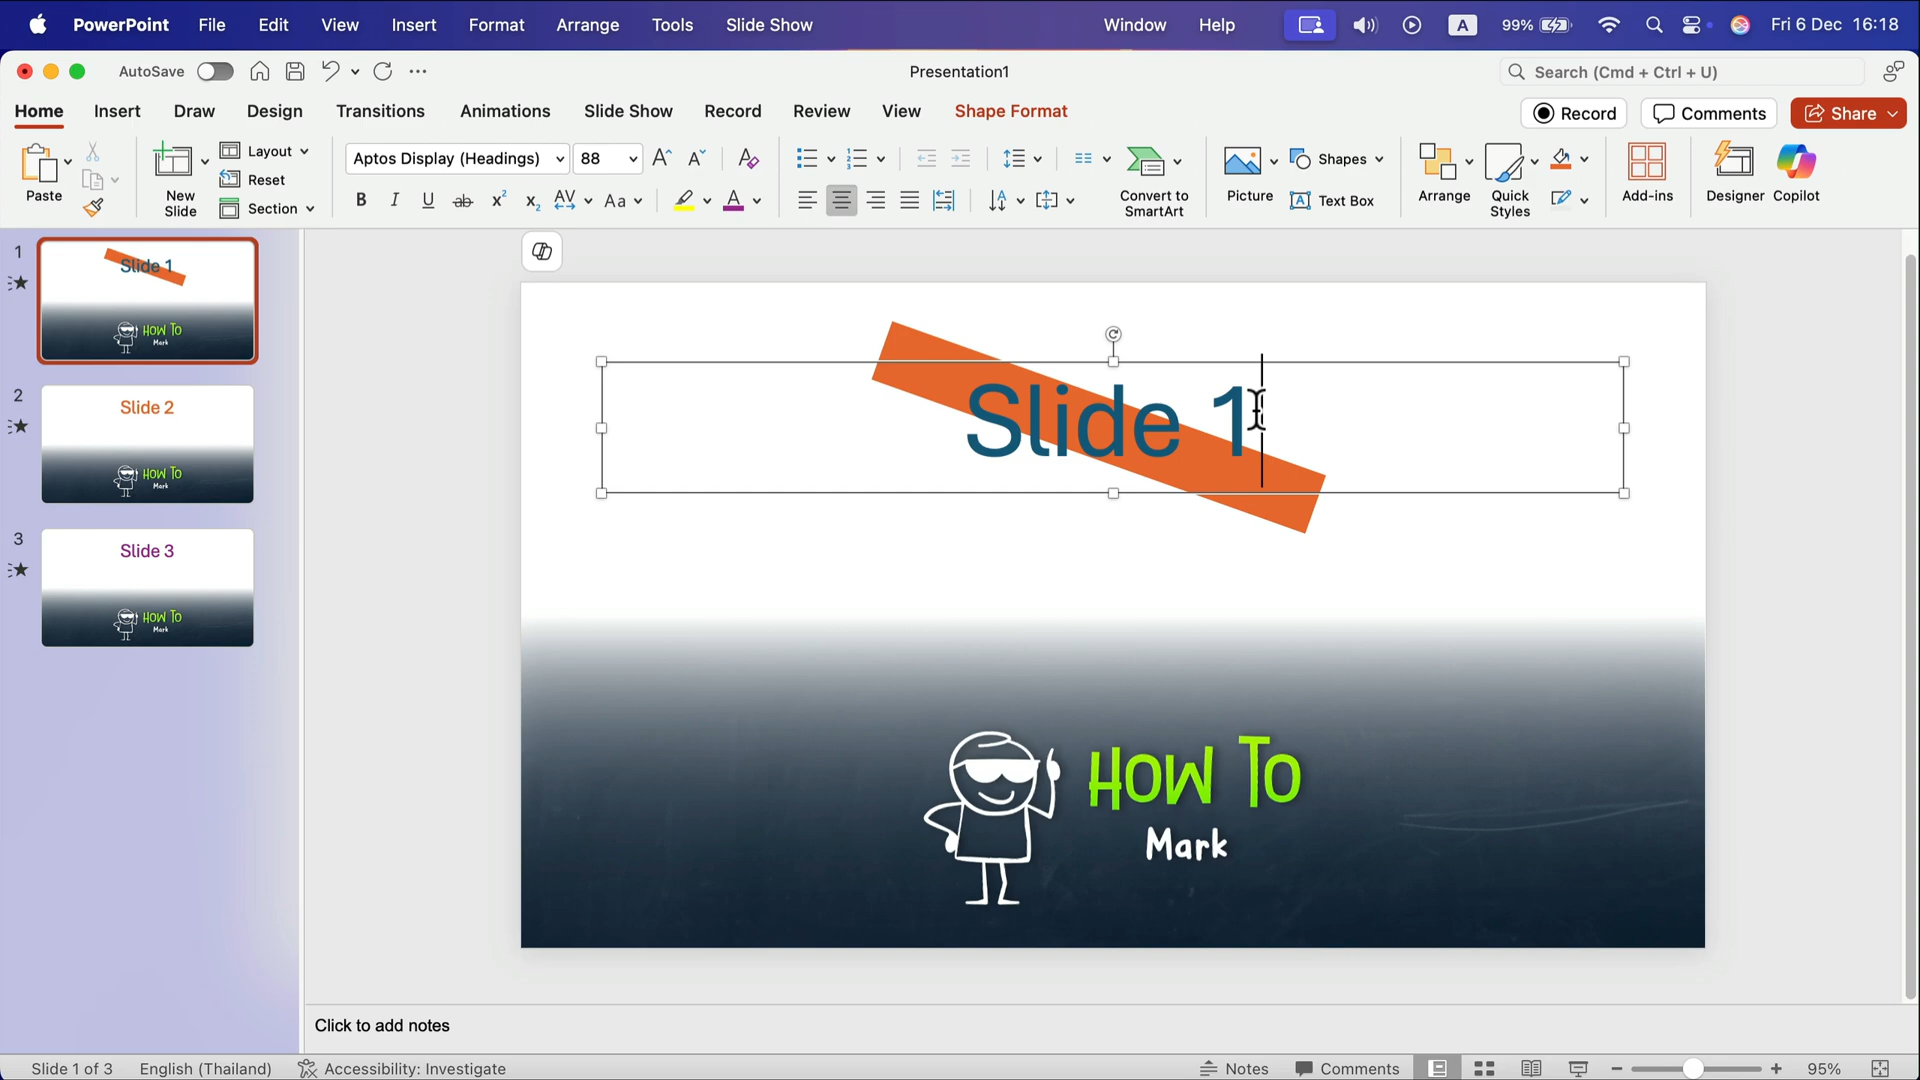 PowerPoint File Edit View Insert Format Arrange Tools Slide Show Window Help A 99% Fri 6 Dec 16:18
AutoSave Presentation1 Search (Cmd + Ctrl + U)
Home Insert Draw Design Transitions Animations Slide Show Record Review View Shape Format Record Comments Share
Paste New Slide Layout Reset Section
Aptos Display (Headings) 88
Convert to SmartArt Picture Shapes Text Box Arrange Quick Styles Add-ins Designer Copilot
1
Slide 1
HOW TO
Mark
2
Slide 2
HOW TO
Mark
3
Slide 3
HOW TO
Mark
Slide 1
HOW TO
Mark
Click to add notes
Slide 1 of 3 English (Thailand) Accessibility: Investigate Notes Comments 95%